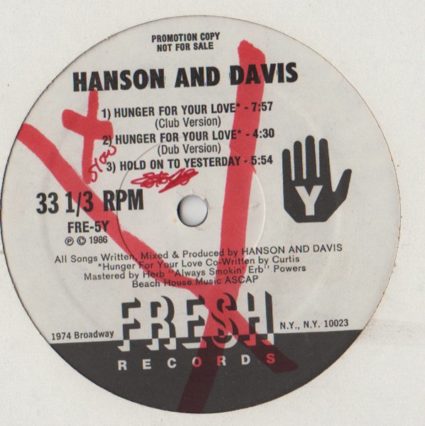 PROMOTION COPY
NOT FOR SALE
HANSON AND DAVIS
1) HUNGER FOR YOUR LOVE* - 7:57
(Club Version)
2) HUNGER FOR YOUR LOVE* - 4:30
(Dub Version)
3) HOLD ON TO YESTERDAY - 5:54
slow
33 1/3 RPM
FRE-5Y
℗ © 1986
Y
All Songs Written, Mixed & Produced by HANSON AND DAVIS
*Hunger For Your Love Co-Written by Curtis
Mastered by Herb "Always Smokin' Erb" Powers
Beach House Music ASCAP
FRESH
1974 Broadway
N.Y., N.Y. 10023
RECORDS